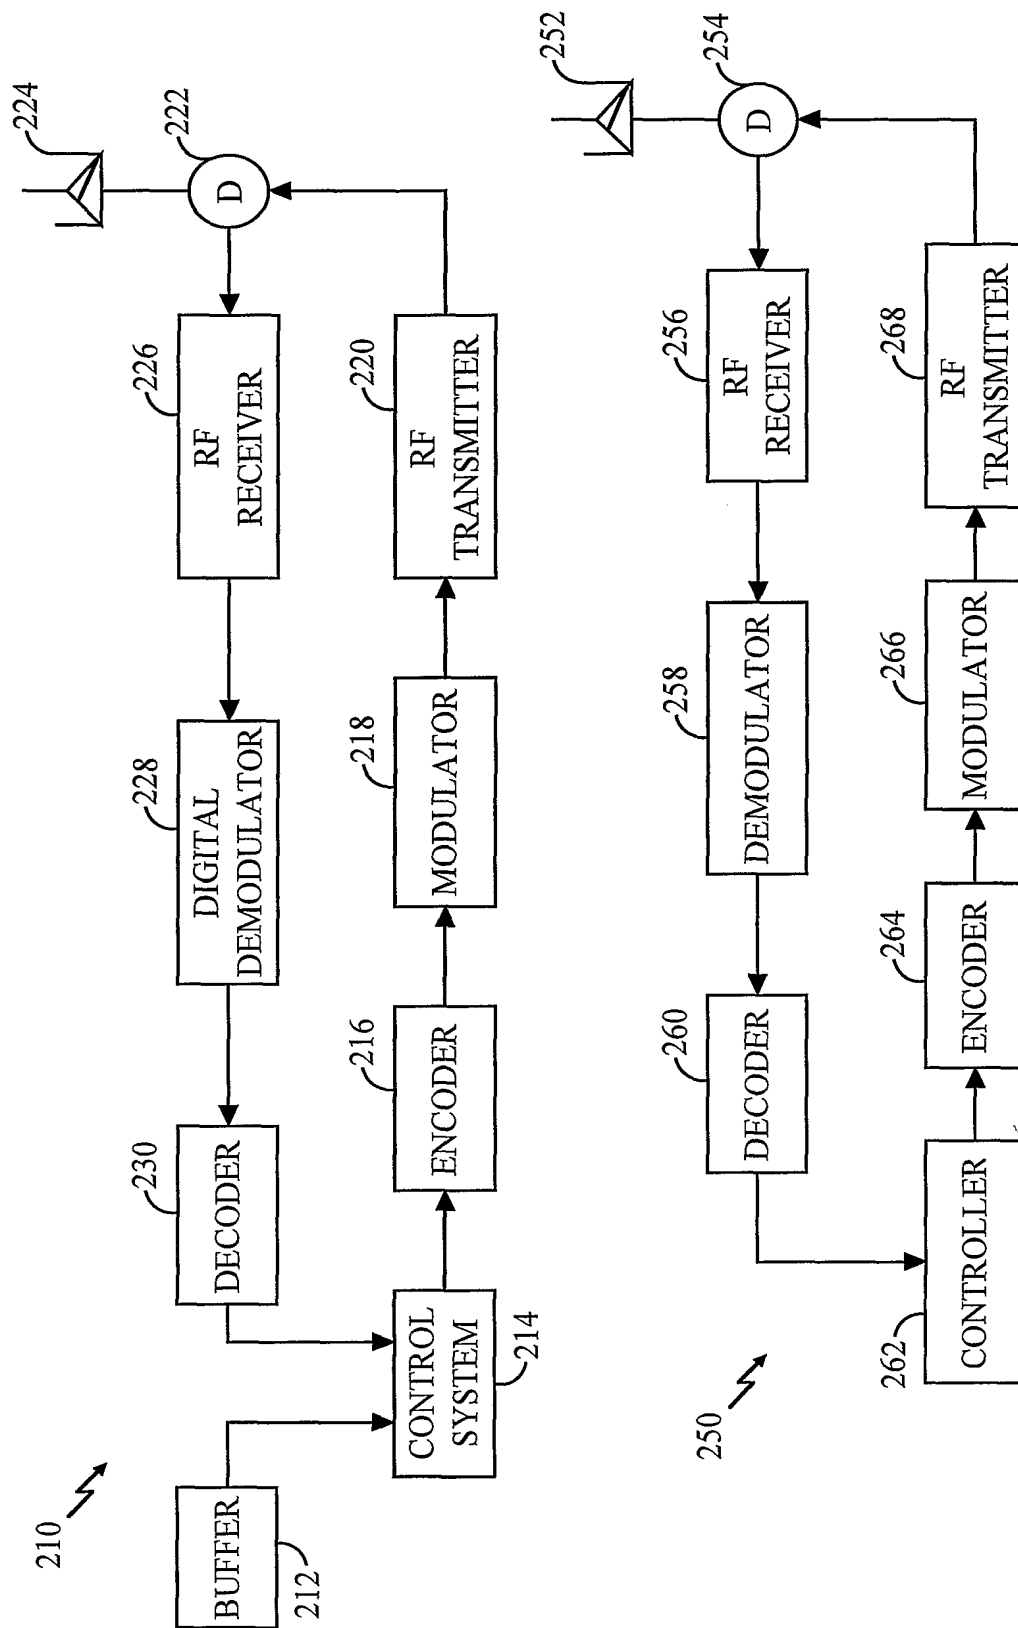 210
BUFFER
212
CONTROL
SYSTEM
214
230
DECODER
228
DIGITAL
DEMODULATOR
226
RF
RECEIVER
224
222
D
216
ENCODER
218
MODULATOR
220
RF
TRANSMITTER
250
252
254
D
256
RF
RECEIVER
258
DEMODULATOR
260
DECODER
262
CONTROLLER
264
ENCODER
266
MODULATOR
268
RF
TRANSMITTER